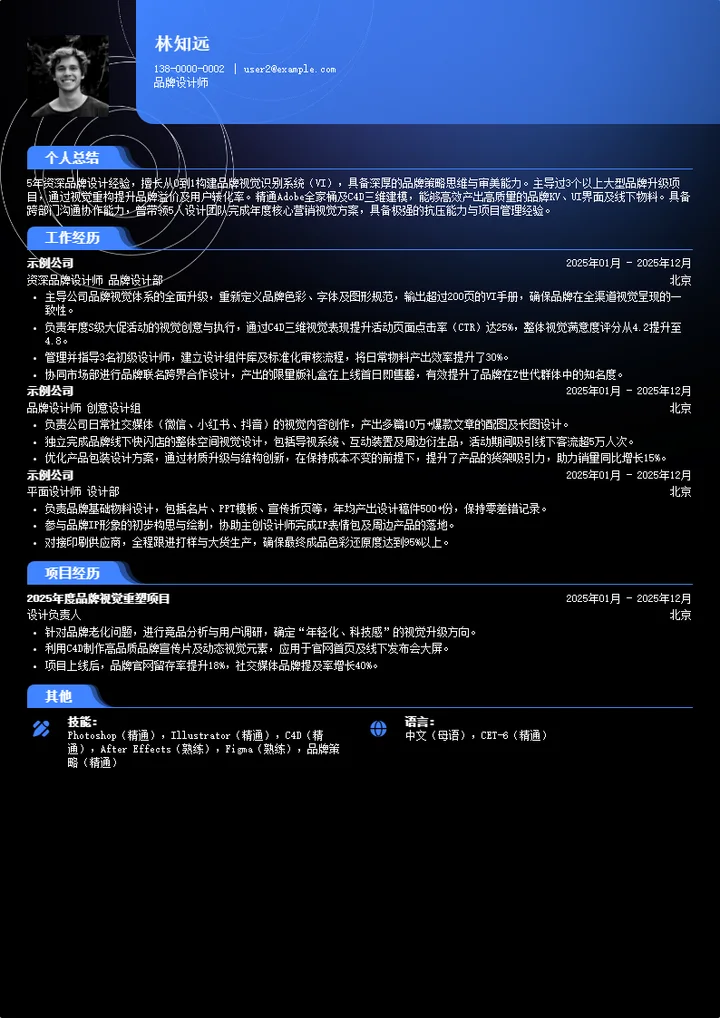 林知远
138-0000-0002 | user2@example.com
品牌设计师
个人总结
5年资深品牌设计经验，擅长从0到1构建品牌视觉识别系统（VI），具备深厚的品牌策略思维与审美能力。主导过3个以上大型品牌升级项
目，通过视觉重构提升品牌溢价及用户转化率。精通Adobe全家桶及C4D三维建模，能够高效产出高质量的品牌KV、UI界面及线下物料。具备
跨部门沟通协作能力，曾带领5人设计团队完成年度核心营销视觉方案，具备极强的抗压能力与项目管理经验。
工作经历
示例公司 2025年01月 - 2025年12月
资深品牌设计师 品牌设计部 北京
• 主导公司品牌视觉体系的全面升级，重新定义品牌色彩、字体及图形规范，输出超过200页的VI手册，确保品牌在全渠道视觉呈现的一
致性。
• 负责年度S级大促活动的视觉创意与执行，通过C4D三维视觉表现提升活动页面点击率（CTR）达25%，整体视觉满意度评分从4.2提升至
4.8。
• 管理并指导3名初级设计师，建立设计组件库及标准化审核流程，将日常物料产出效率提升了30%。
• 协同市场部进行品牌联名跨界合作设计，产出的限量版礼盒在上线首日即售罄，有效提升了品牌在Z世代群体中的知名度。
示例公司 2025年01月 - 2025年12月
品牌设计师 创意设计组 北京
• 负责公司日常社交媒体（微信、小红书、抖音）的视觉内容创作，产出多篇10万+爆款文章的配图及长图设计。
• 独立完成品牌线下快闪店的整体空间视觉设计，包括导视系统、互动装置及周边衍生品，活动期间吸引线下客流超5万人次。
• 优化产品包装设计方案，通过材质升级与结构创新，在保持成本不变的前提下，提升了产品的货架吸引力，助力销量同比增长15%。
示例公司 2025年01月 - 2025年12月
平面设计师 设计部 北京
• 负责品牌基础物料设计，包括名片、PPT模板、宣传折页等，年均产出设计稿件500+份，保持零差错记录。
• 参与品牌IP形象的初步构思与绘制，协助主创设计师完成IP表情包及周边产品的落地。
• 对接印刷供应商，全程跟进打样与大货生产，确保最终成品色彩还原度达到95%以上。
项目经历
2025年度品牌视觉重塑项目 2025年01月 - 2025年12月
设计负责人 北京
• 针对品牌老化问题，进行竞品分析与用户调研，确定“年轻化、科技感”的视觉升级方向。
• 利用C4D制作高品质品牌宣传片及动态视觉元素，应用于官网首页及线下发布会大屏。
• 项目上线后，品牌官网留存率提升18%，社交媒体品牌提及率增长40%。
其他
技能：
Photoshop（精通），Illustrator（精通），C4D（精
通），After Effects（熟练），Figma（熟练），品牌策
略（精通）
语言：
中文（母语），CET-6（精通）